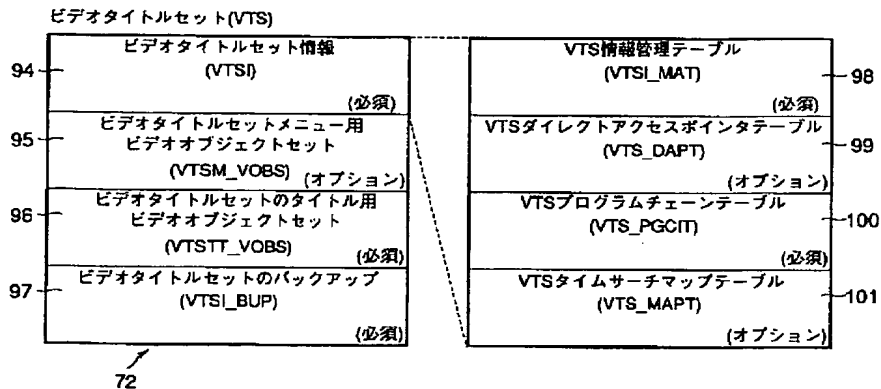 ビデオタイトルセット(VTS)
94
ビデオタイトルセット情報
(VTSI)
(必須)
95
ビデオタイトルセットメニュー用
ビデオオブジェクトセット
(VTSM_VOBS)
(オプション)
96
ビデオタイトルセットのタイトル用
ビデオオブジェクトセット
(VTSTT_VOBS)
(必須)
97
ビデオタイトルセットのバックアップ
(VTSI_BUP)
(必須)
72
VTS情報管理テーブル
(VTSI_MAT)
(必須)
98
VTSダイレクトアクセスポインタテーブル
(VTS_DAPT)
(オプション)
99
VTSプログラムチェーンテーブル
(VTS_PGCIT)
(必須)
100
VTSタイムサーチマップテーブル
(VTS_MAPT)
(オプション)
101